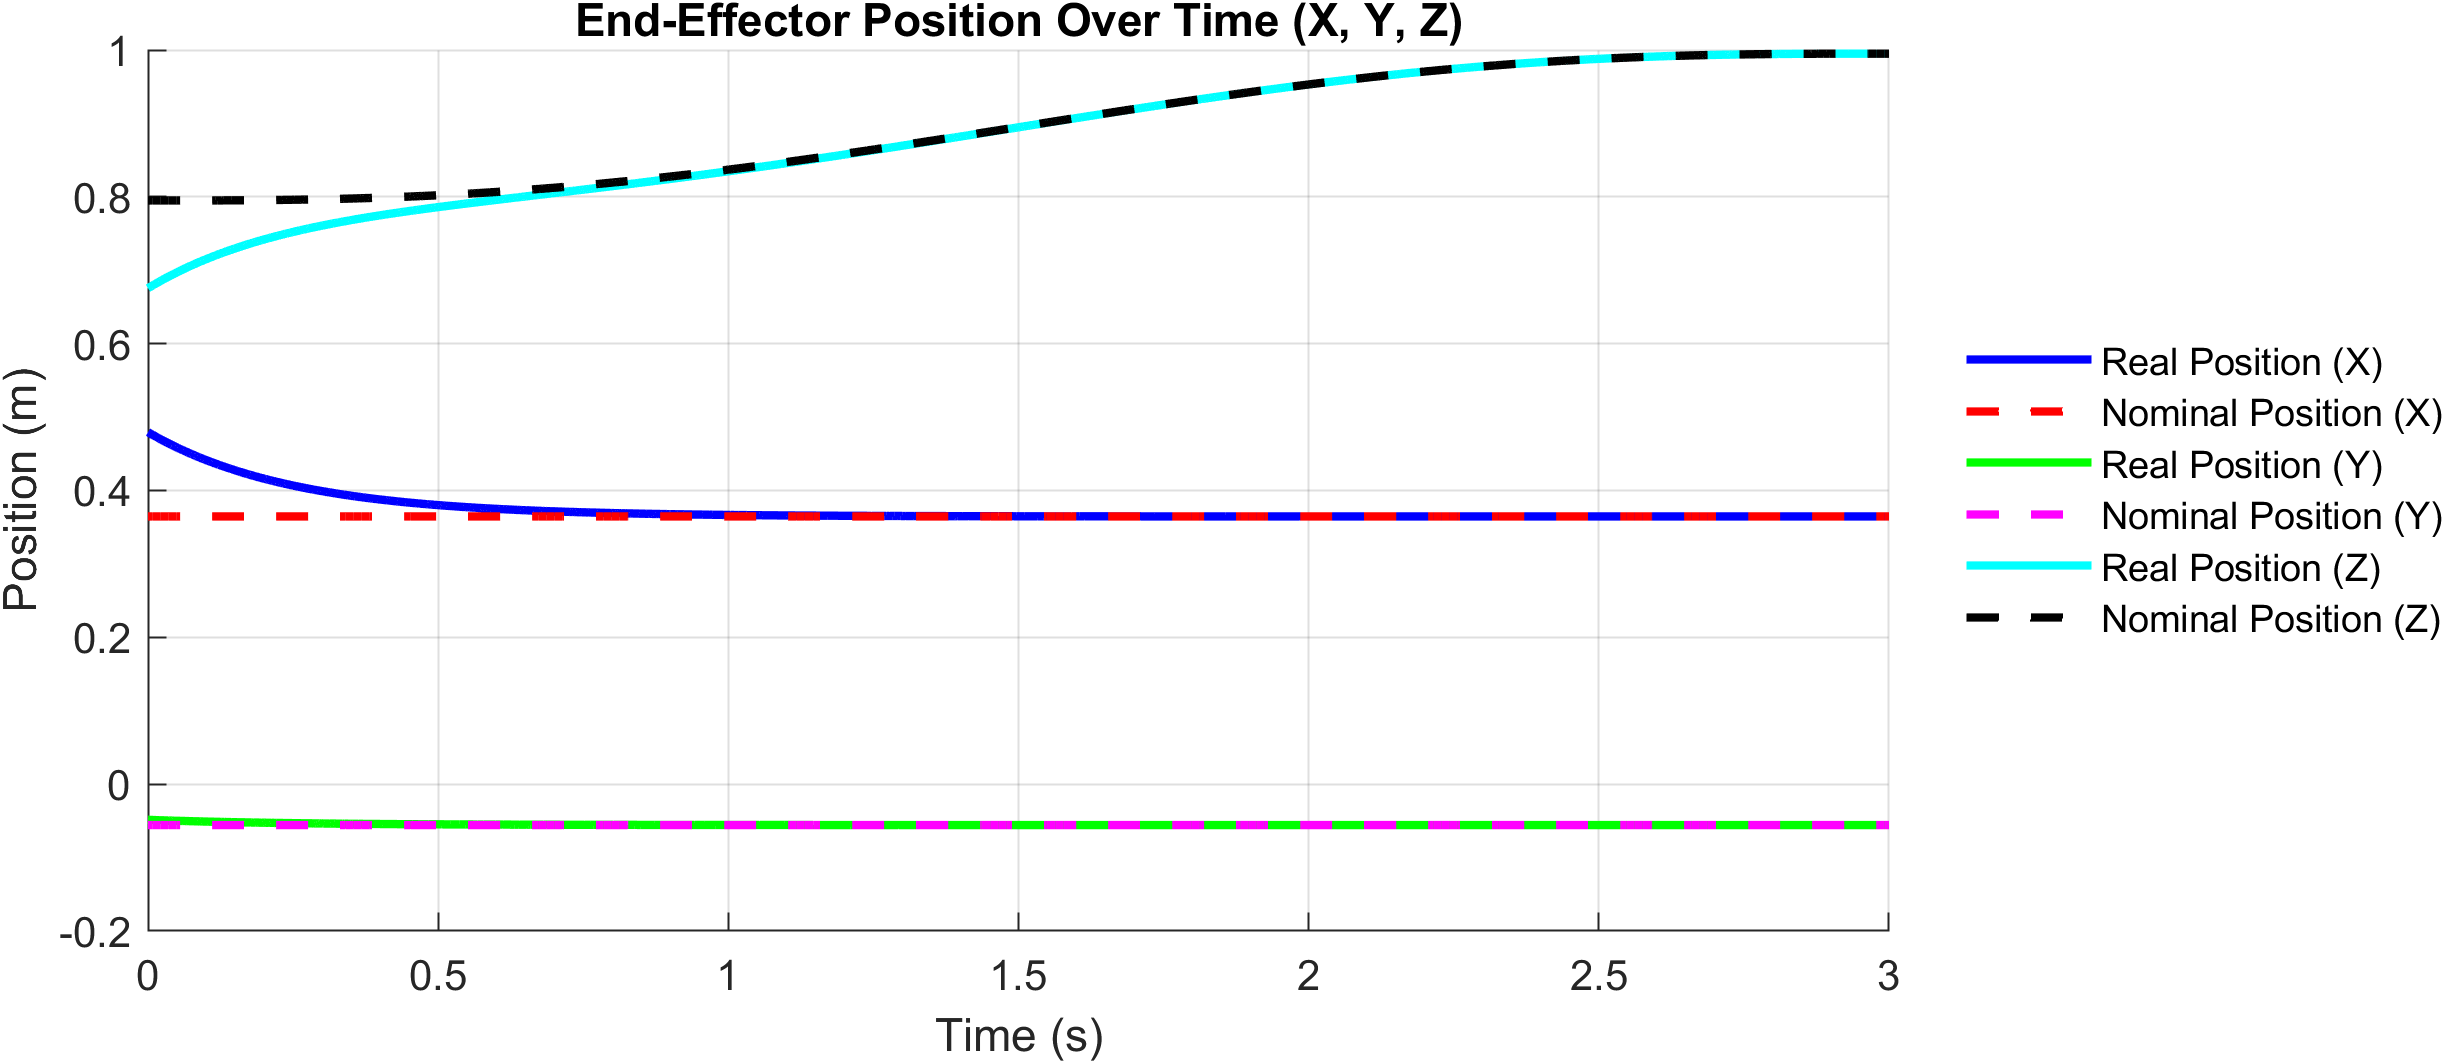 End-Effector Position Over Time (X, Y, Z)
Position (m)
1
0.8
0.6
0.4
0.2
0
-0.2
0
0.5
1
1.5
2
2.5
3
Time (s)
Real Position (X)
Nominal Position (X)
Real Position (Y)
Nominal Position (Y)
Real Position (Z)
Nominal Position (Z)